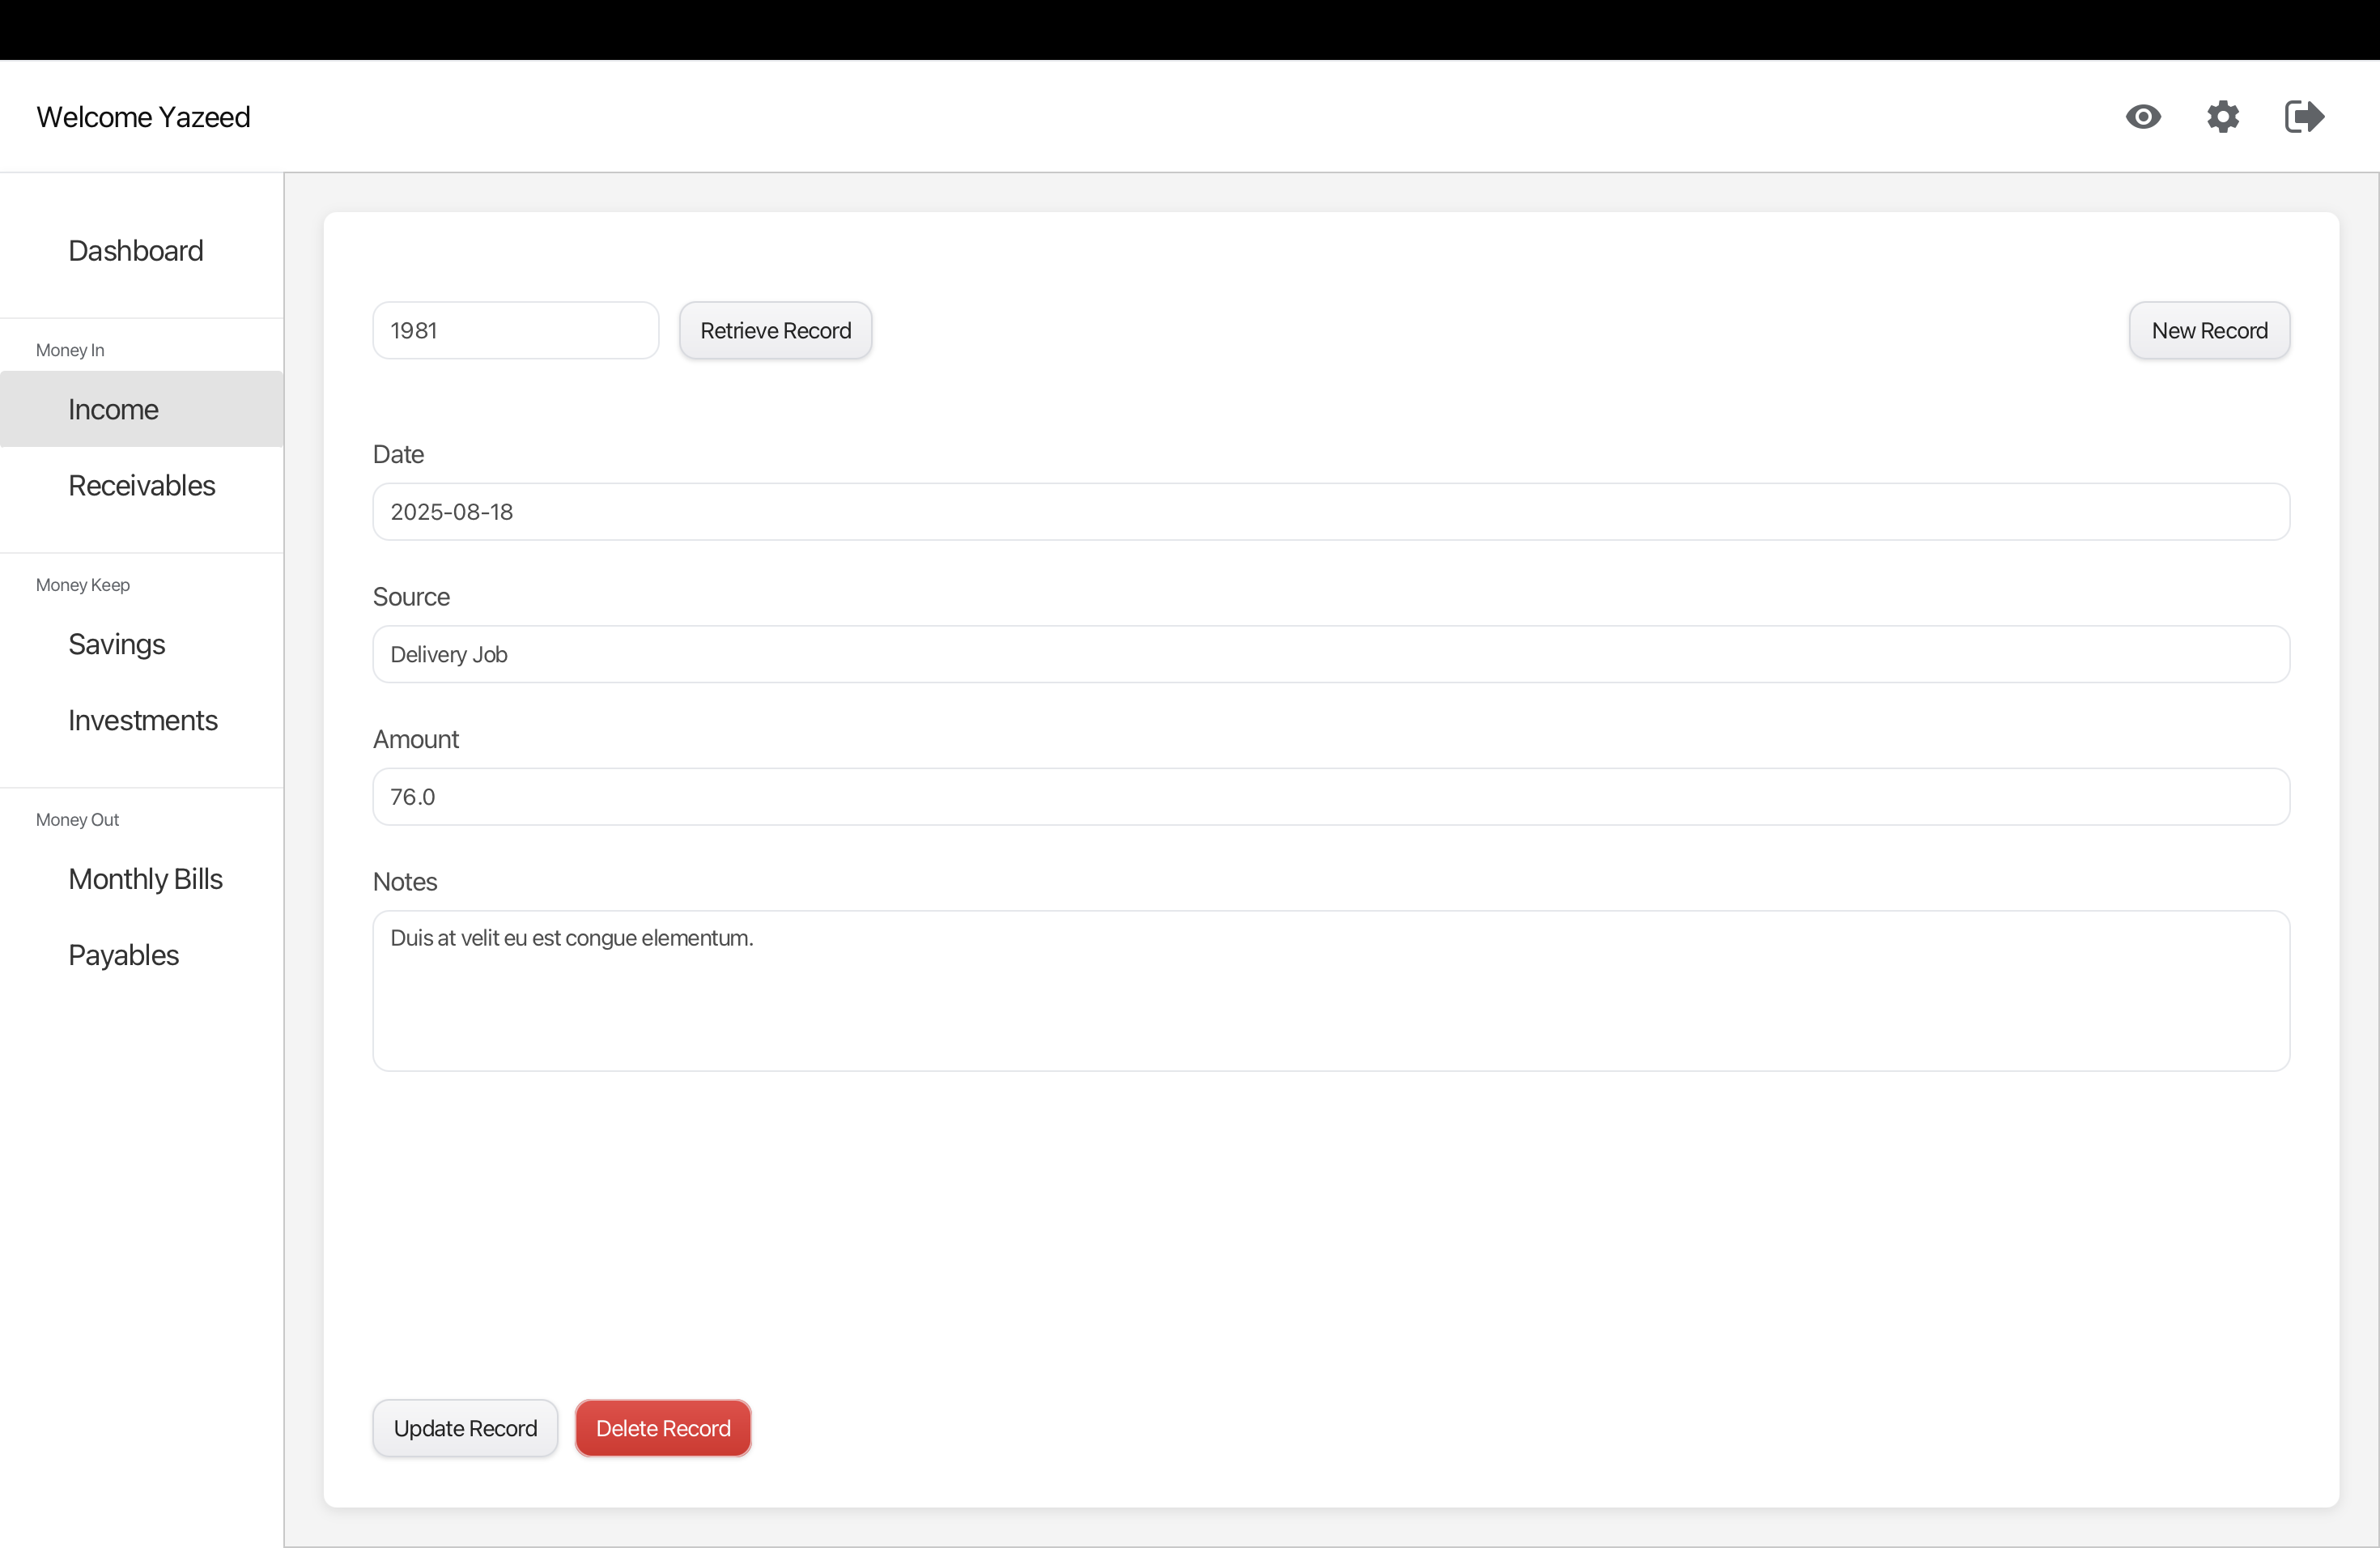 Welcome Yazeed
Dashboard
Money In
Income
Receivables
Money Keep
Savings
Investments
Money Out
Monthly Bills
Payables
1981
Retrieve Record
New Record
Date
2025-08-18
Source
Delivery Job
Amount
76.0
Notes
Duis at velit eu est congue elementum.
Update Record
Delete Record